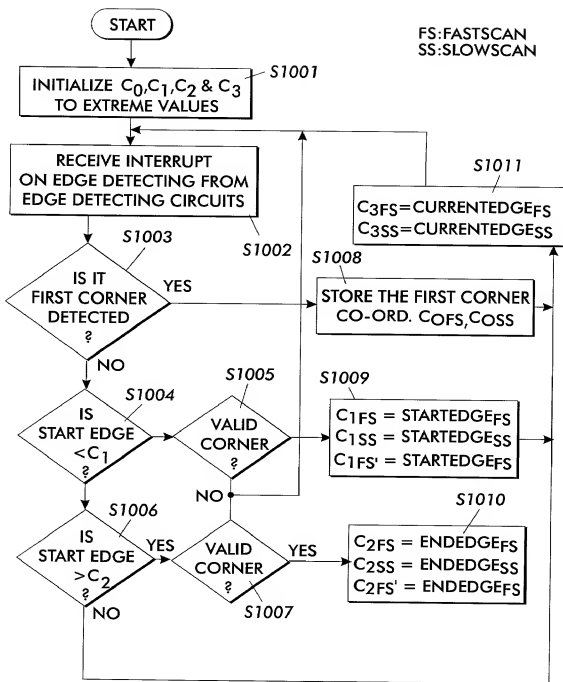 START
FS:FASTSCAN
SS:SLOWSCAN
S1001
INITIALIZE C0,C1,C2 & C3
TO EXTREME VALUES
RECEIVE INTERRUPT
ON EDGE DETECTING FROM
EDGE DETECTING CIRCUITS
S1002
S1011
C3FS=CURRENTEDGEFS
C3SS=CURRENTEDGESS
S1003
IS IT
FIRST CORNER
DETECTED
?
YES
NO
S1008
STORE THE FIRST CORNER
CO-ORD. COFS,COSS
S1004
IS
START EDGE
<C1
?
S1005
VALID
CORNER
?
NO
S1009
C1FS = STARTEDGEFS
C1SS = STARTEDGESS
C1FS' = STARTEDGEFS
S1006
IS
START EDGE
>C2
?
YES
NO
VALID
CORNER
?
YES
S1007
S1010
C2FS = ENDEDGEFS
C2SS = ENDEDGESS
C2FS' = ENDEDGEFS